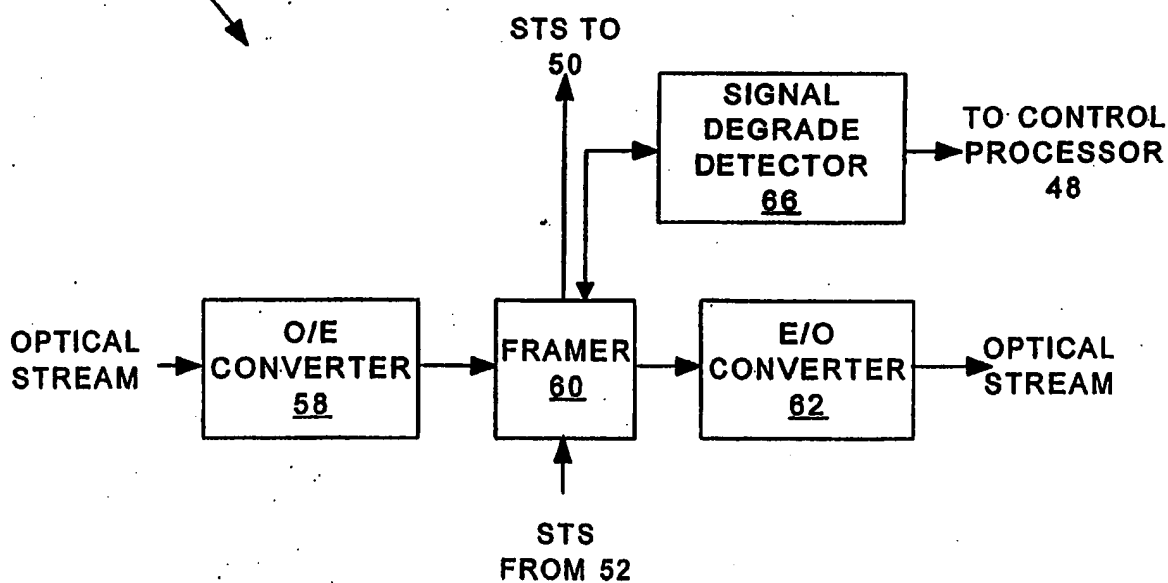 STS TO
50
SIGNAL
DEGRADE
DETECTOR
66
TO CONTROL
PROCESSOR
48
OPTICAL
STREAM
O/E
CONVERTER
58
FRAMER
60
E/O
CONVERTER
62
OPTICAL
STREAM
STS
FROM 52